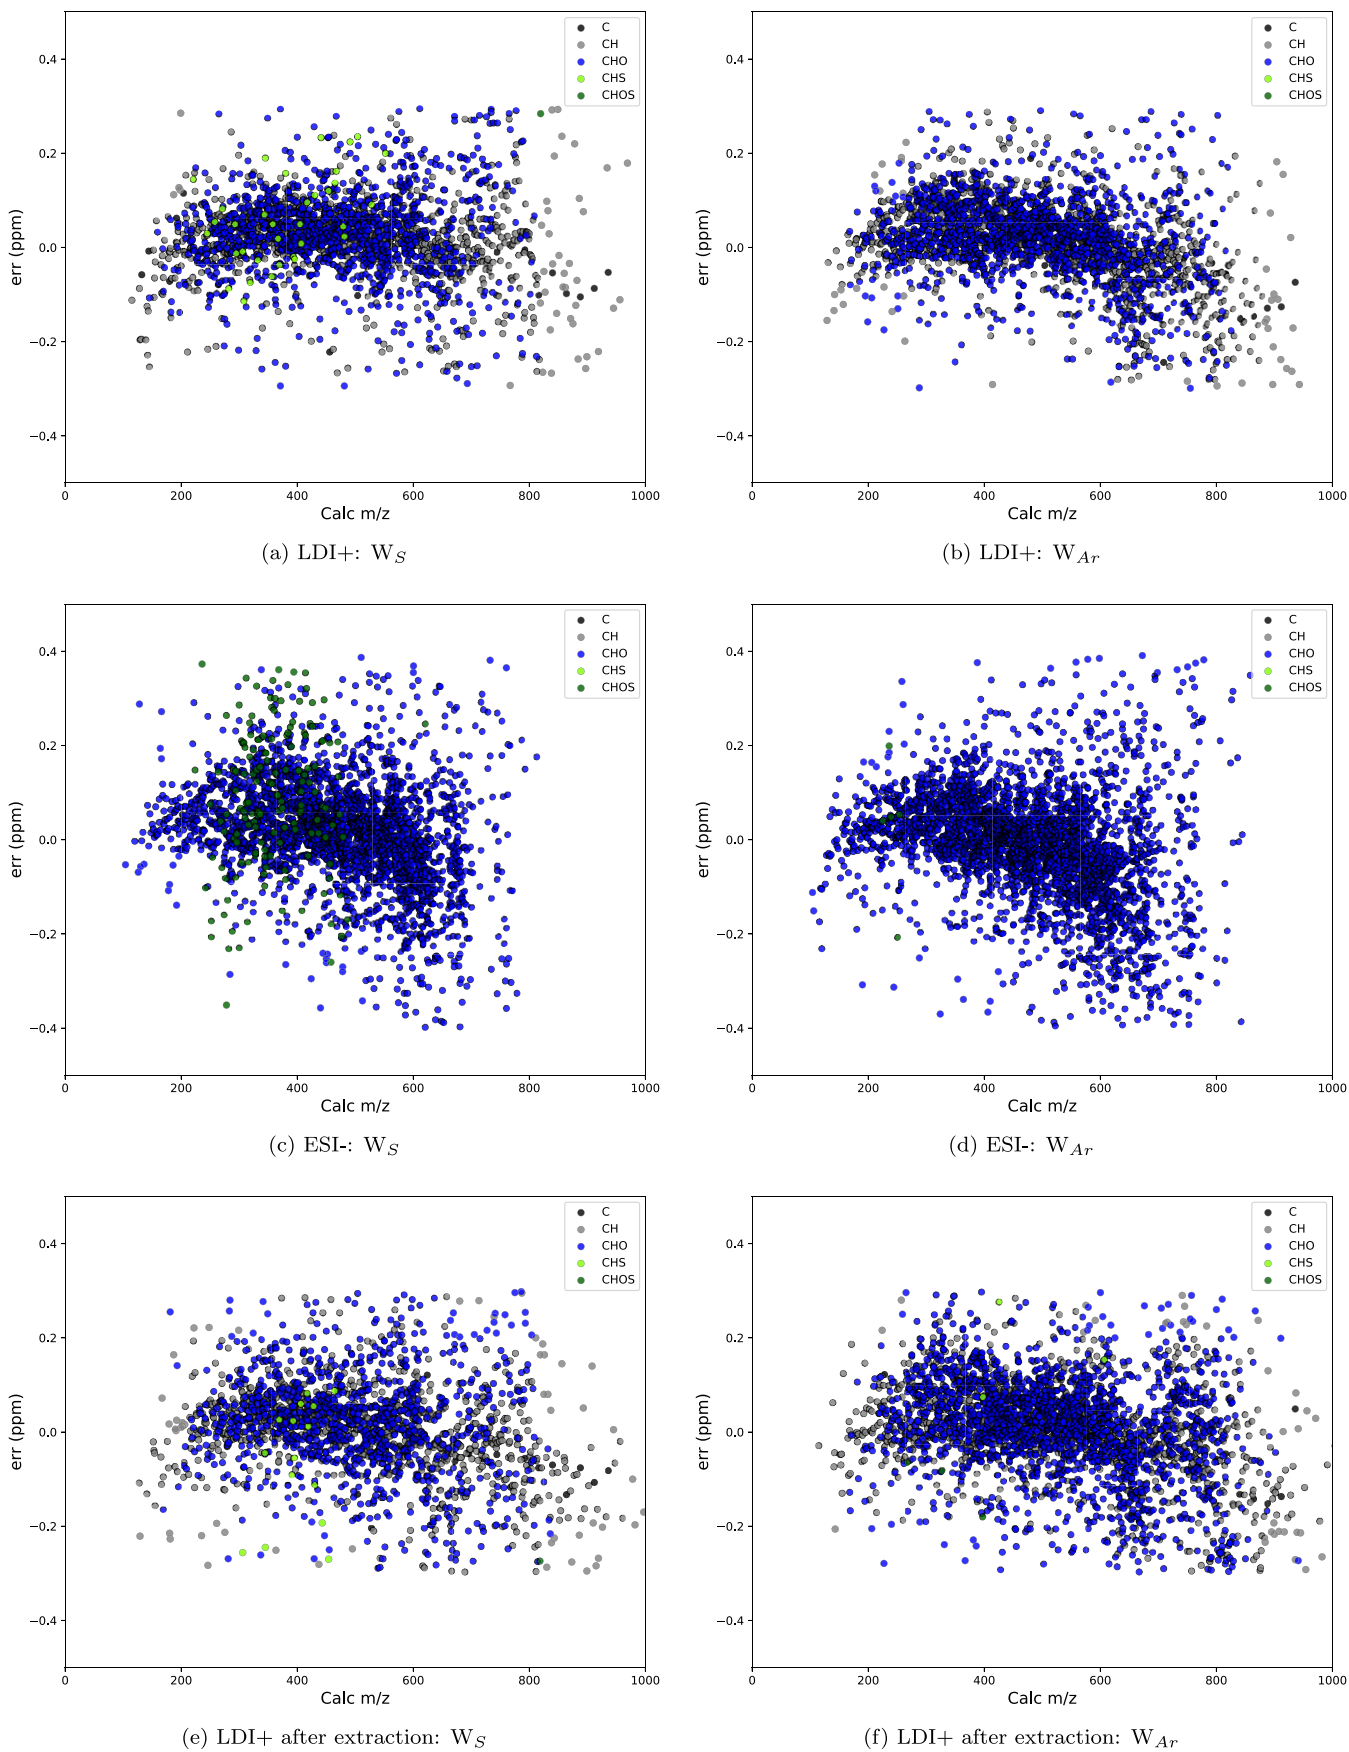 0.4
0.2
0.0
−0.2
−0.4
err (ppm)
0
200
400
600
800
1000
Calc m/z
C
CH
CHO
CHS
CHOS
(a) LDI+: W_S
0.4
0.2
0.0
−0.2
−0.4
err (ppm)
0
200
400
600
800
1000
Calc m/z
C
CH
CHO
CHS
CHOS
(b) LDI+: W_Ar
0.4
0.2
0.0
−0.2
−0.4
err (ppm)
0
200
400
600
800
1000
Calc m/z
C
CH
CHO
CHS
CHOS
(c) ESI-: W_S
0.4
0.2
0.0
−0.2
−0.4
err (ppm)
0
200
400
600
800
1000
Calc m/z
C
CH
CHO
CHS
CHOS
(d) ESI-: W_Ar
0.4
0.2
0.0
−0.2
−0.4
err (ppm)
0
200
400
600
800
1000
Calc m/z
C
CH
CHO
CHS
CHOS
(e) LDI+ after extraction: W_S
0.4
0.2
0.0
−0.2
−0.4
err (ppm)
0
200
400
600
800
1000
Calc m/z
C
CH
CHO
CHS
CHOS
(f) LDI+ after extraction: W_Ar